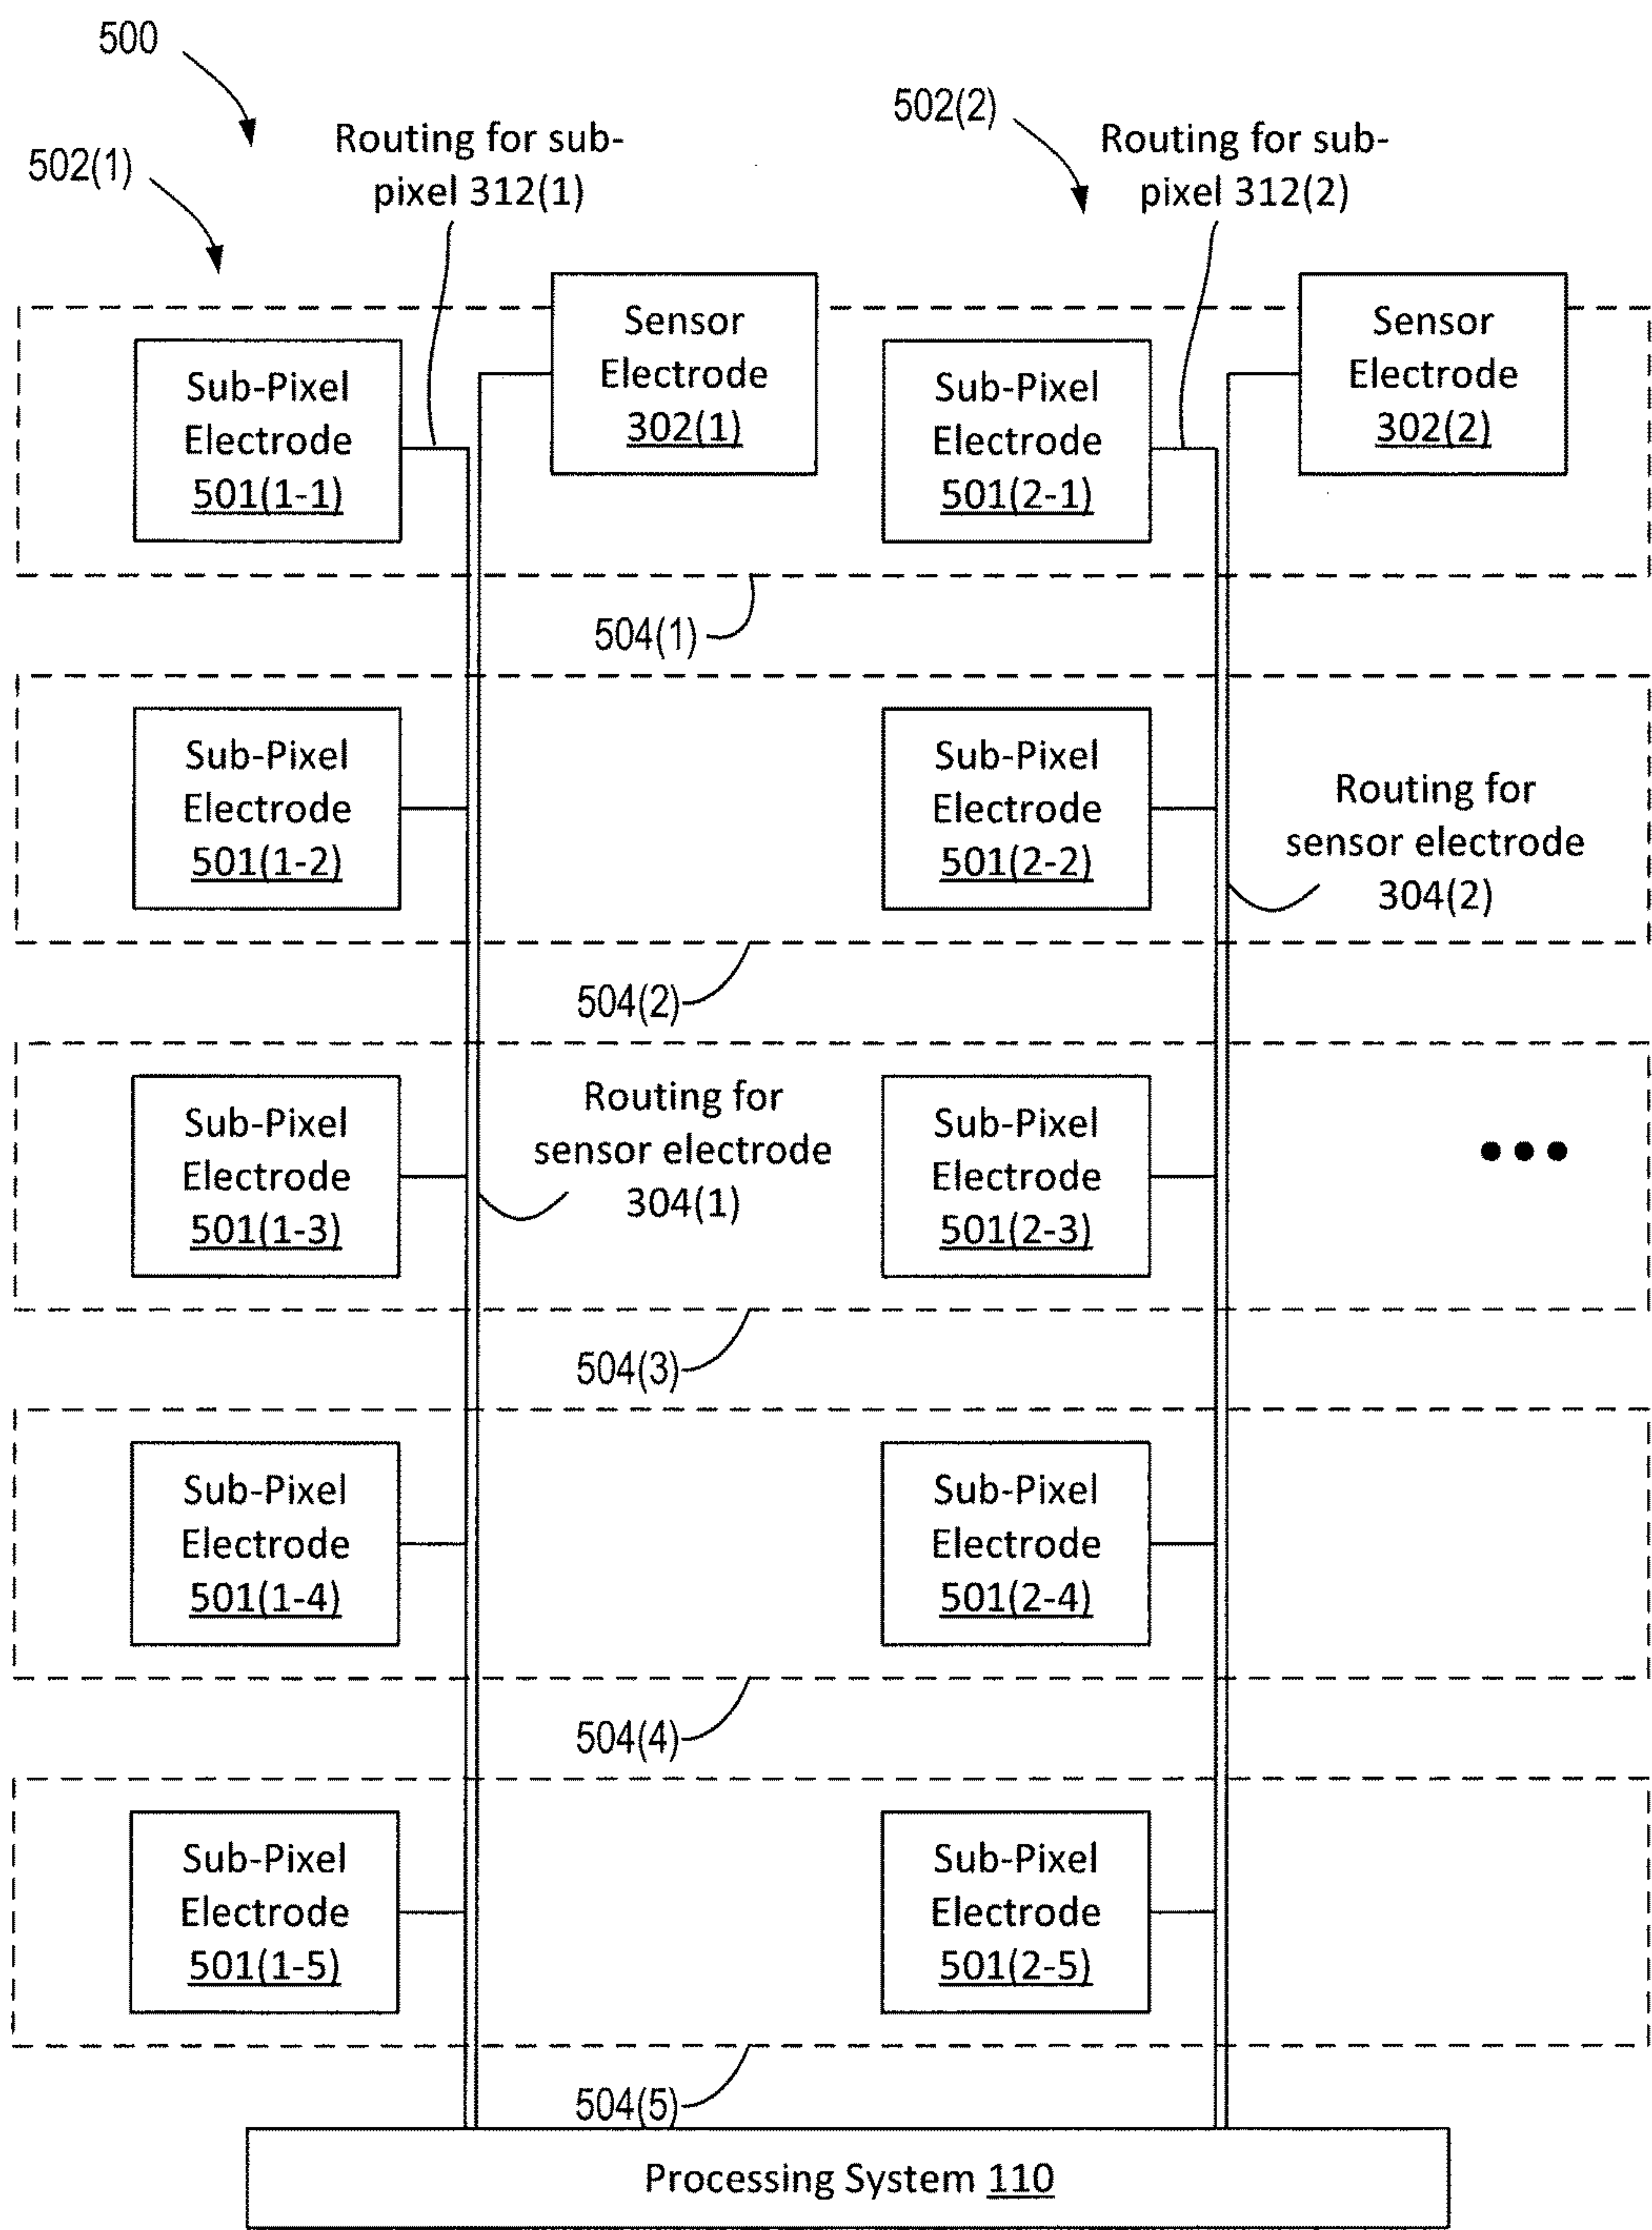 500
502(1)
Routing for sub-
pixel 312(1)
502(2)
Routing for sub-
pixel 312(2)
Sub-Pixel
Electrode
501(1-1)
Sensor
Electrode
302(1)
Sub-Pixel
Electrode
501(2-1)
Sensor
Electrode
302(2)
504(1)
Sub-Pixel
Electrode
501(1-2)
Sub-Pixel
Electrode
501(2-2)
Routing for
sensor electrode
304(2)
504(2)
Sub-Pixel
Electrode
501(1-3)
Routing for
sensor electrode
304(1)
Sub-Pixel
Electrode
501(2-3)
504(3)
Sub-Pixel
Electrode
501(1-4)
Sub-Pixel
Electrode
501(2-4)
504(4)
Sub-Pixel
Electrode
501(1-5)
Sub-Pixel
Electrode
501(2-5)
504(5)
Processing System 110